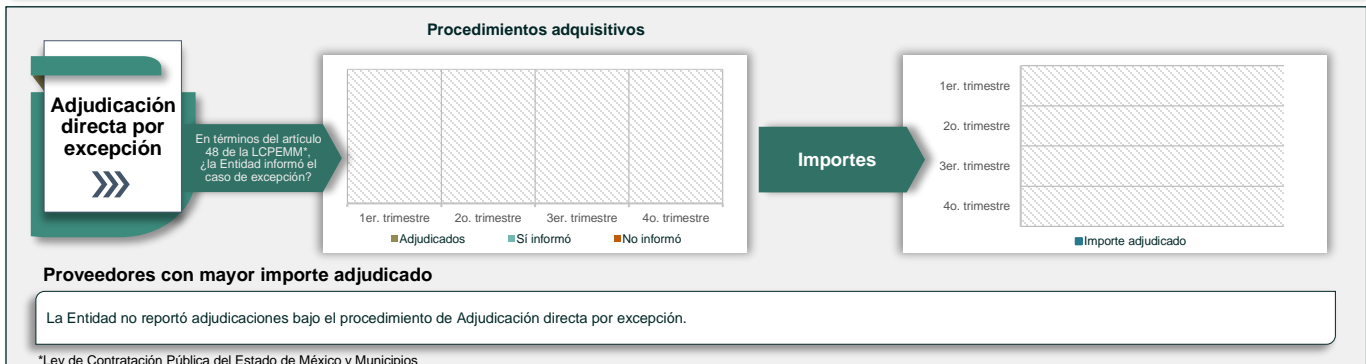 Procedimientos adquisitivos
Adjudicación
directa por
excepción
En términos del artículo
48 de la LCPEMM*,
¿la Entidad informó el
caso de excepción?
1er. trimestre 2o. trimestre 3er. trimestre 4o. trimestre
Adjudicados Sí informó No informó
Importes
1er. trimestre
2o. trimestre
3er. trimestre
4o. trimestre
Importe adjudicado
Proveedores con mayor importe adjudicado
La Entidad no reportó adjudicaciones bajo el procedimiento de Adjudicación directa por excepción.
*Ley de Contratación Pública del Estado de México y Municipios